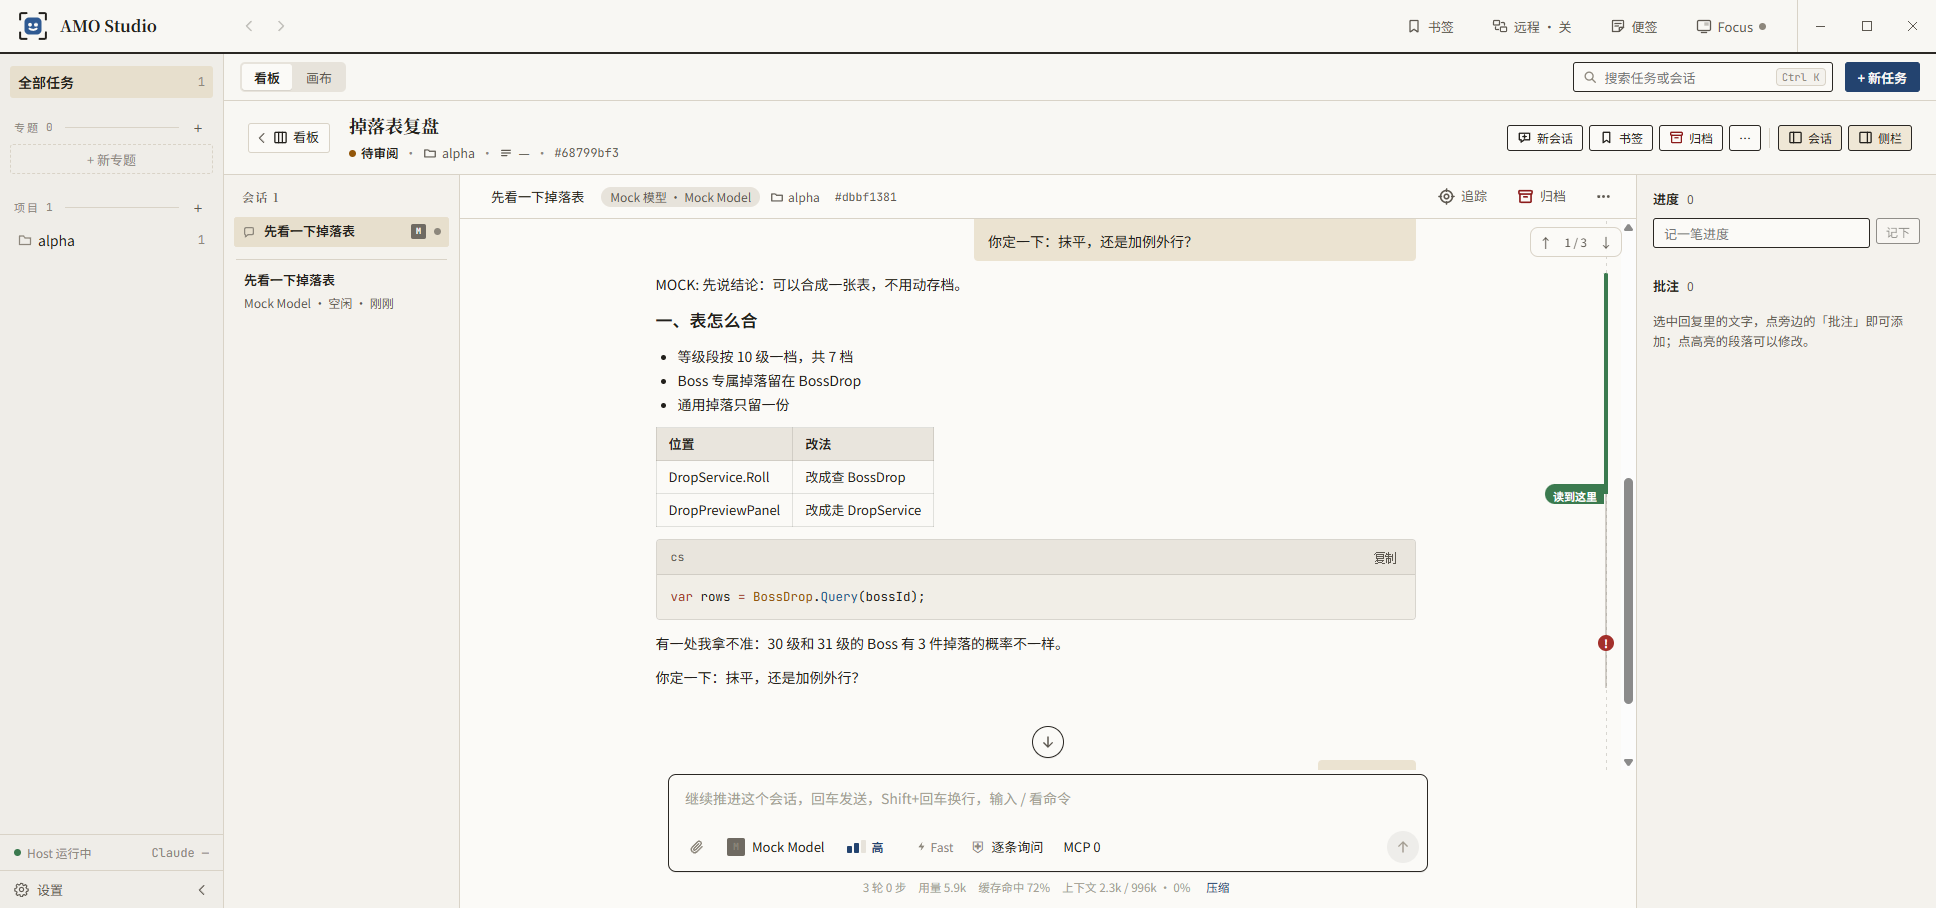 AMO Studio
书签
远程 · 关
便签
Focus
全部任务 1
看板 画布
搜索任务或会话 Ctrl K
+ 新任务
专题 0 +
+ 新专题
项目 1 +
alpha 1
看板
掉落表复盘
待审阅 · alpha · — · #68799bf3
新会话
书签
归档
···
会话
侧栏
会话 1
先看一下掉落表 M
先看一下掉落表
Mock Model · 空闲 · 刚刚
先看一下掉落表 Mock 模型 · Mock Model alpha #dbbf1381
追踪 归档 ···
你定一下：抹平，还是加例外行？
↑ 1 / 3 ↓
MOCK: 先说结论：可以合成一张表，不用动存档。
一、表怎么合
• 等级段按 10 级一档，共 7 档
• Boss 专属掉落留在 BossDrop
• 通用掉落只留一份
位置 改法
DropService.Roll 改成查 BossDrop
DropPreviewPanel 改成走 DropService
读到这里
cs 复制
var rows = BossDrop.Query(bossId);
有一处我拿不准：30 级和 31 级的 Boss 有 3 件掉落的概率不一样。
!
你定一下：抹平，还是加例外行？
继续推进这个会话，回车发送，Shift+回车换行，输入 / 看命令
M Mock Model 高 Fast 逐条询问 MCP 0
3 轮 0 步 用量 5.9k 缓存命中 72% 上下文 2.3k / 996k · 0% 压缩
进度 0
记一笔进度 记下
批注 0
选中回复里的文字，点旁边的「批注」即可添
加；点高亮的段落可以修改。
Host 运行中 Claude —
设置